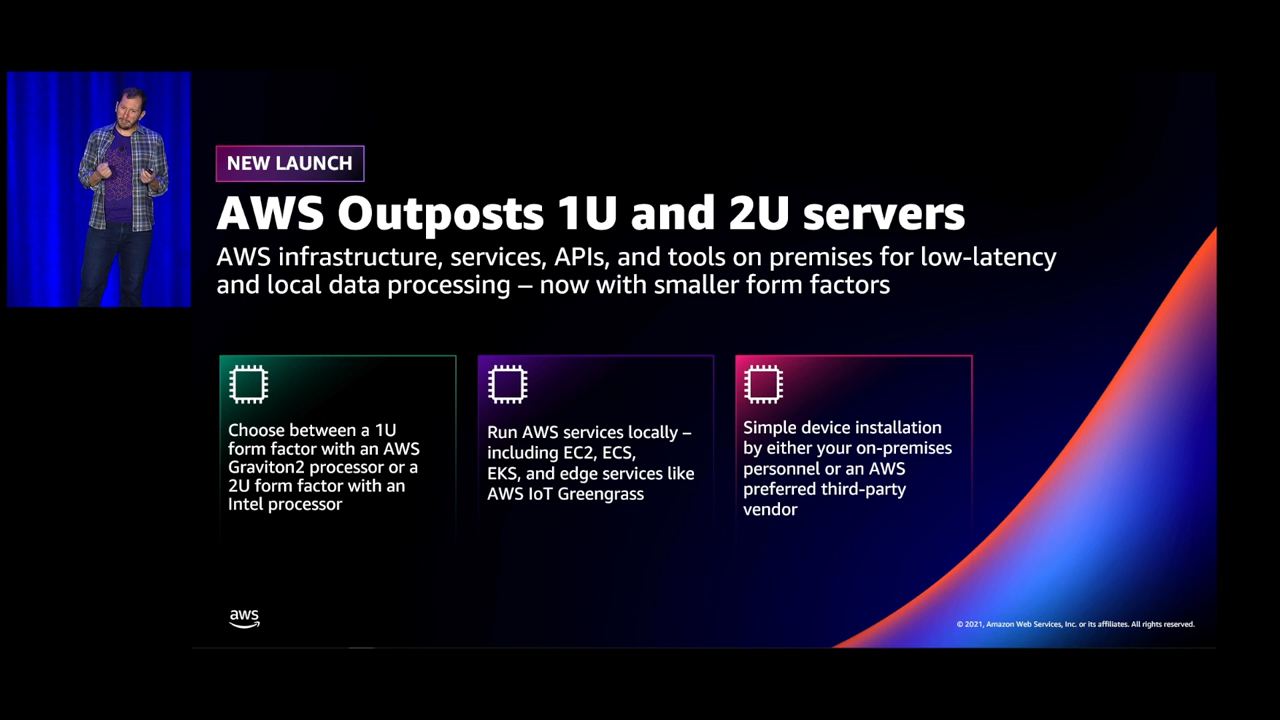 NEW LAUNCH
AWS Outposts 1U and 2U servers
AWS infrastructure, services, APIs, and tools on premises for low-latency
and local data processing – now with smaller form factors
Choose between a 1U
form factor with an AWS
Graviton2 processor or a
2U form factor with an
Intel processor
Run AWS services locally –
including EC2, ECS,
EKS, and edge services like
AWS IoT Greengrass
Simple device installation
by either your on-premises
personnel or an AWS
preferred third-party
vendor
aws
© 2021, Amazon Web Services, Inc. or its affiliates. All rights reserved.